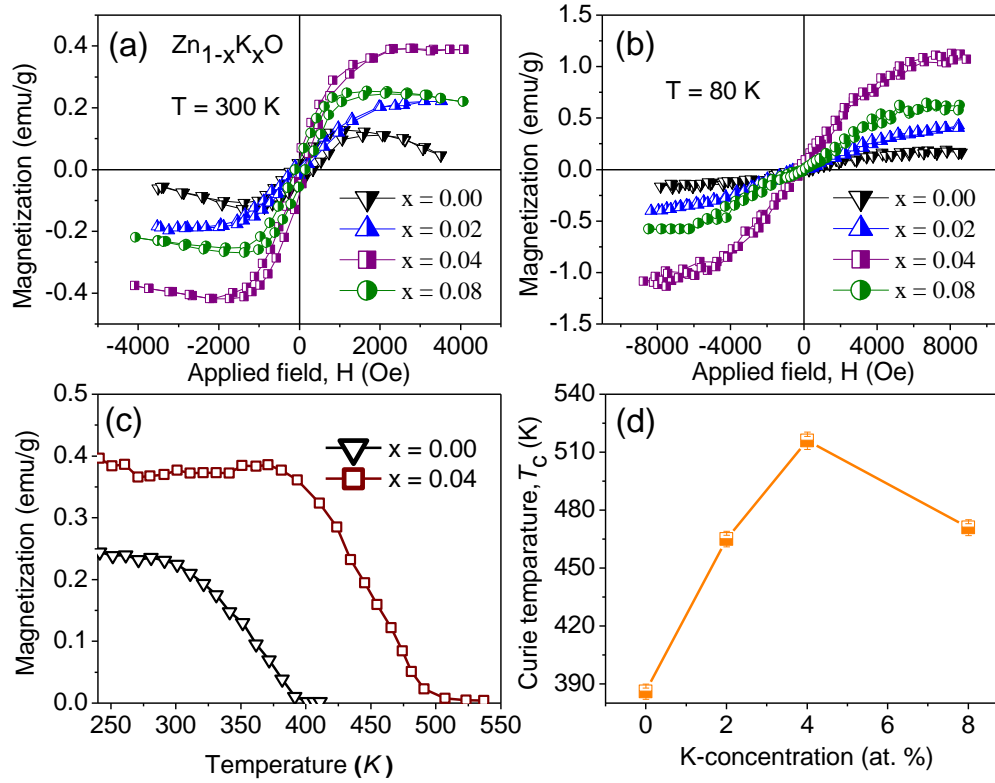 (a)
Zn1-xKxO
T = 300 K
x = 0.00
x = 0.02
x = 0.04
x = 0.08
0.4
0.2
0.0
-0.2
-0.4
Magnetization (emu/g)
-4000 -2000 0 2000 4000
Applied field, H (Oe)
(b)
T = 80 K
x = 0.00
x = 0.02
x = 0.04
x = 0.08
1.5
1.0
0.5
0.0
-0.5
-1.0
-1.5
Magnetization (emu/g)
-8000 -4000 0 4000 8000
Applied field, H (Oe)
(c)
x = 0.00
x = 0.04
0.5
0.4
0.3
0.2
0.1
0.0
Magnetization (emu/g)
250 300 350 400 450 500
Temperature (K)
(d)
540
510
480
450
420
390
Curie temparature, Tc (K)
0 2 4 6 8
K-concentration (at. %)